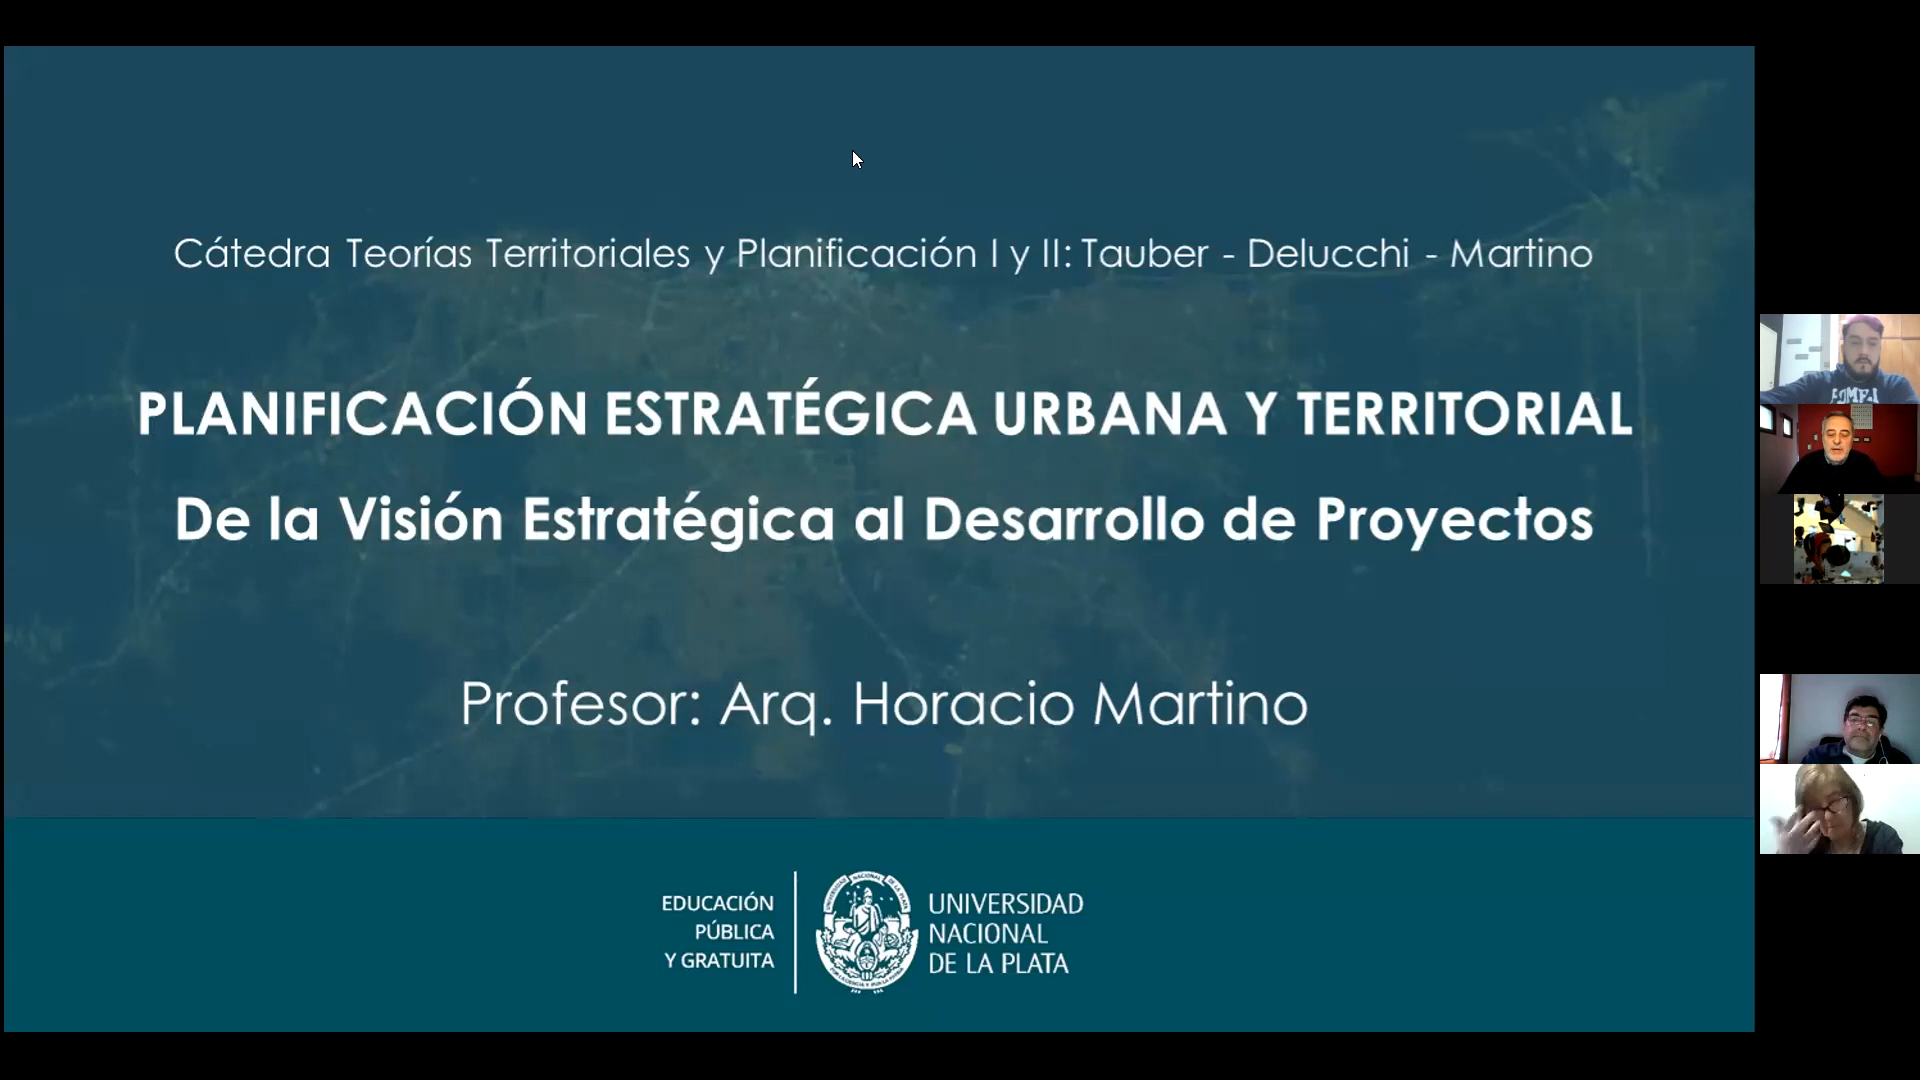 Cátedra Teorías Territoriales y Planificación I y II: Tauber - Delucchi - Martino
PLANIFICACIÓN ESTRATÉGICA URBANA Y TERRITORIAL
De la Visión Estratégica al Desarrollo de Proyectos
Profesor: Arq. Horacio Martino
EDUCACIÓN
PÚBLICA
Y GRATUITA
UNIVERSIDAD
NACIONAL
DE LA PLATA